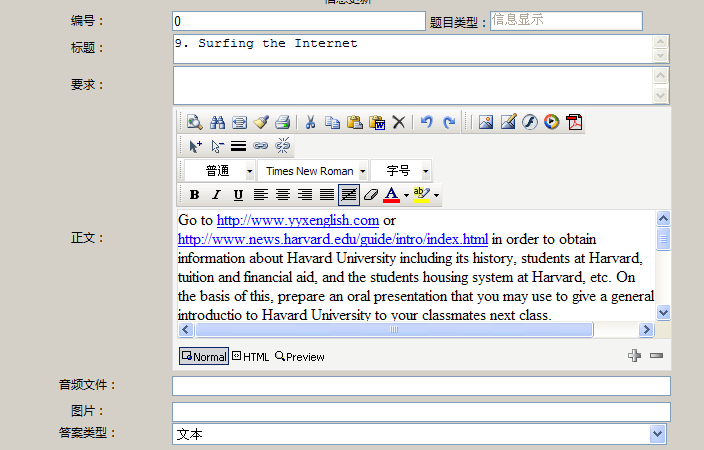 编号： 0 题目类型： 信息显示
标题： 9. Surfing the Internet
要求：
普通 Times New Roman 字号
B I U A ab
正文：
Go to http://www.yyxenglish.com or
http://www.news.harvard.edu/guide/intro/index.html in order to obtain
information about Havard University including its history, students at Harvard,
tuition and financial aid, and the students housing system at Harvard, etc. On
the basis of this, prepare an oral presentation that you may use to give a general
introductio to Havard University to your classmates next class.
Normal HTML Preview
音频文件：
图片：
答案类型： 文本